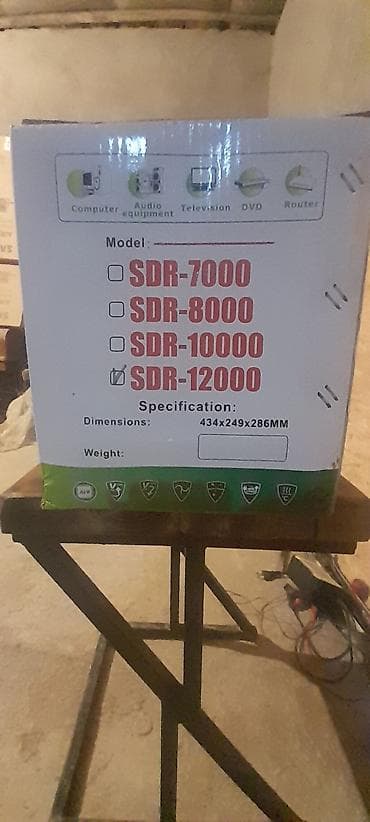 Computer Audio equipment Television DVD Router
Model:
SDR-7000
SDR-8000
SDR-10000
SDR-12000
Specification:
Dimensions: 434x249x286MM
Weight: